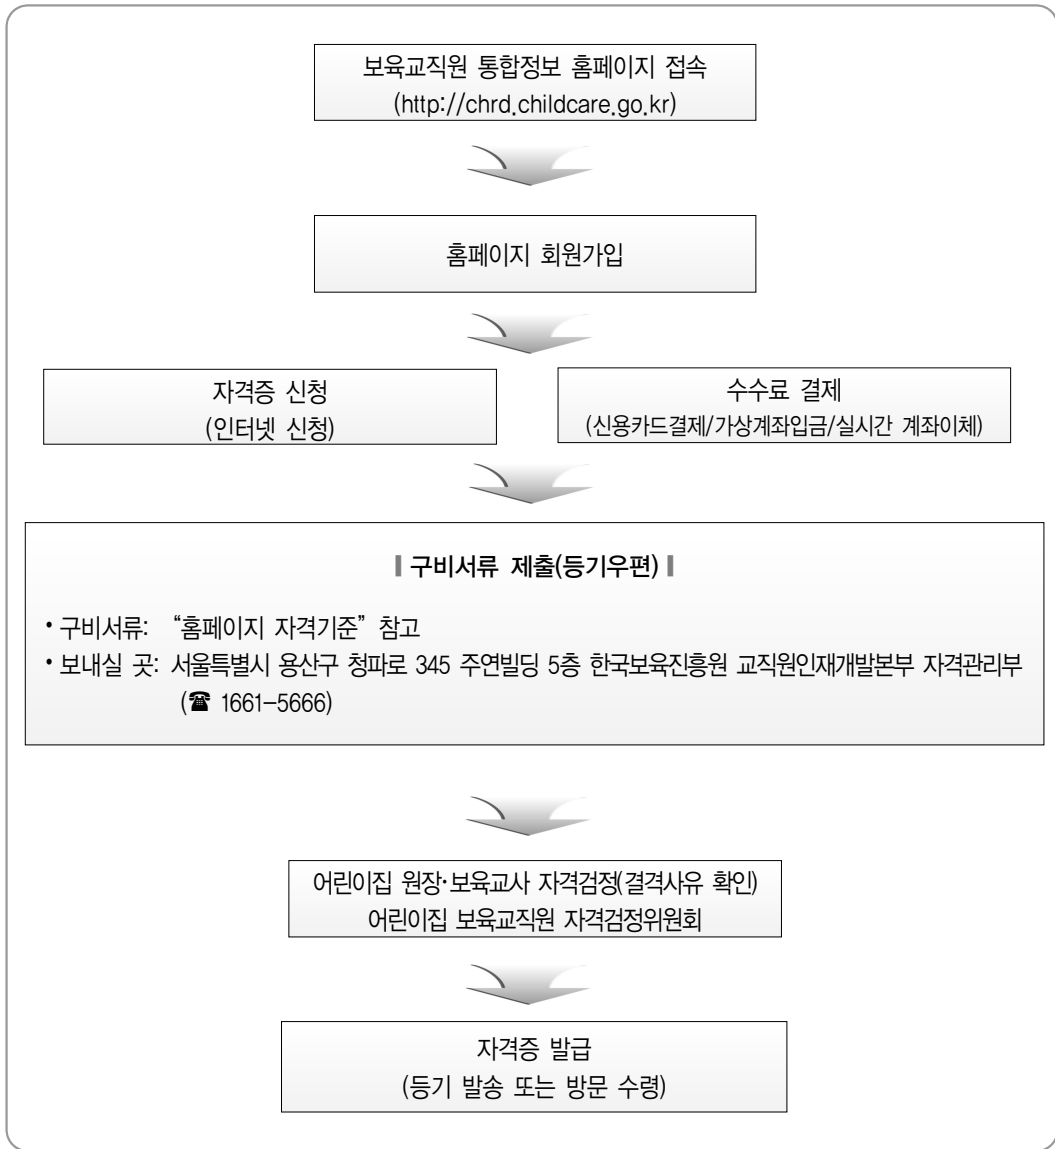 보육교직원 통합정보 홈페이지 접속
(http://chrd.childcare.go.kr)
홈페이지 회원가입
자격증 신청
(인터넷 신청)
수수료 결제
(신용카드결제/가상계좌입금/실시간 계좌이체)
‖ 구비서류 제출(등기우편) ‖
• 구비서류: “홈페이지 자격기준” 참고
• 보내실 곳: 서울특별시 용산구 청파로 345 주연빌딩 5층 한국보육진흥원 교직원인재개발본부 자격관리부
(☎ 1661-5666)
어린이집 원장·보육교사 자격검정(결격사유 확인)
어린이집 보육교직원 자격검정위원회
자격증 발급
(등기 발송 또는 방문 수령)